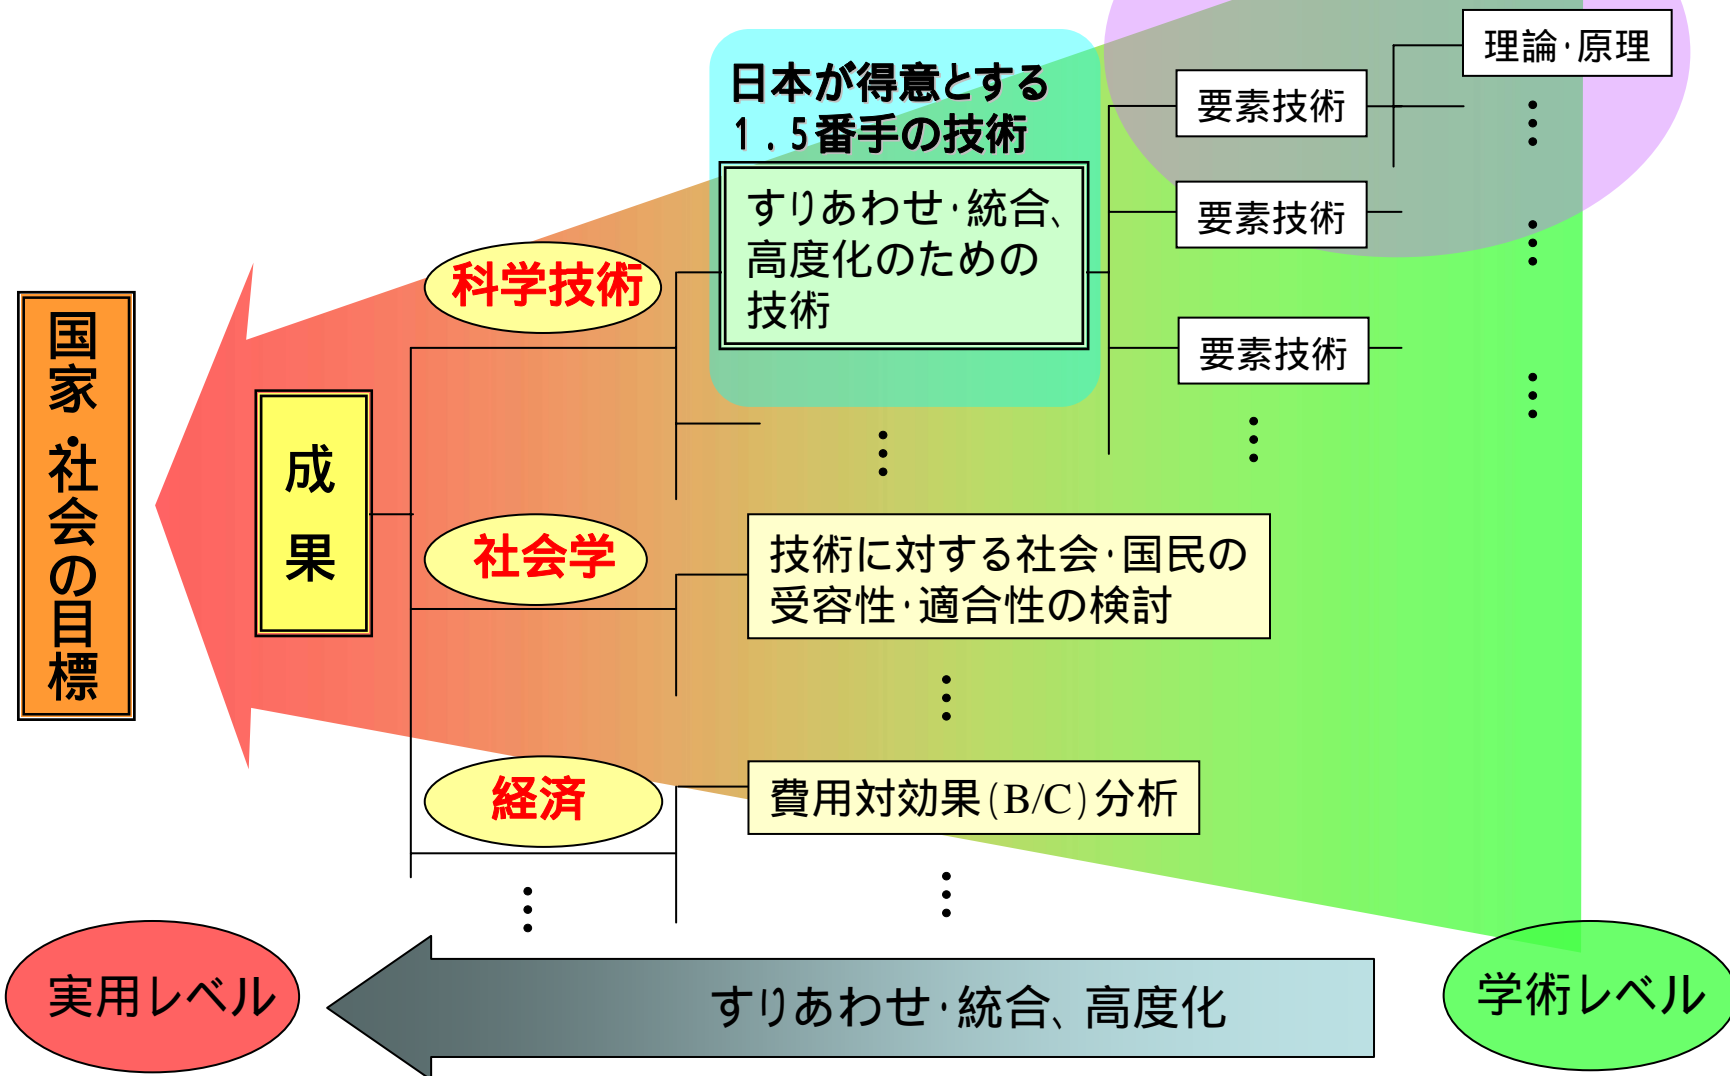 理論・原理
日本が得意とする
1.5番手の技術
要素技術
すりあわせ・統合、
高度化のための
技術
要素技術
科学技術
要素技術
国家・社会の目標
成果
社会学
技術に対する社会・国民の
受容性・適合性の検討
経済
費用対効果(B/C)分析
実用レベル
すりあわせ・統合、高度化
学術レベル